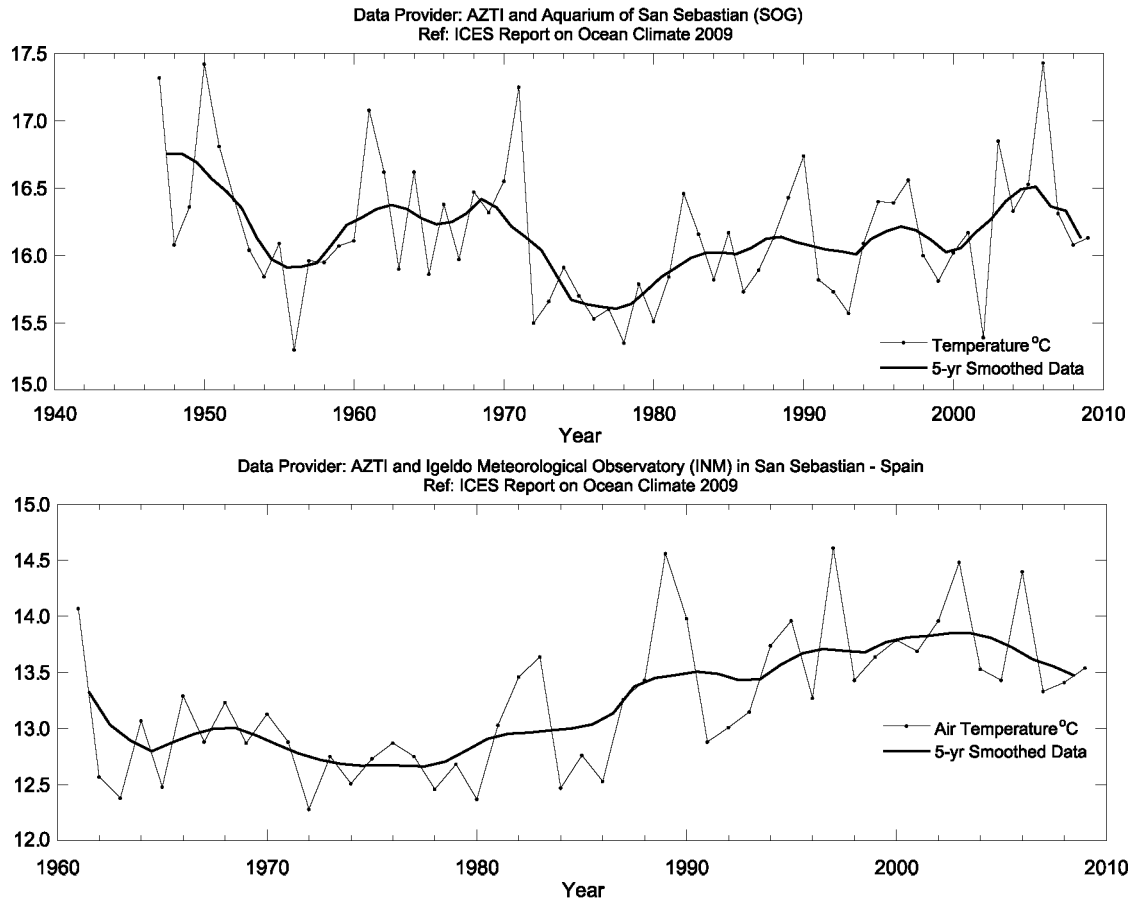 Data Provider: AZTI and Aquarium of San Sebastian (SOG)
Ref: ICES Report on Ocean Climate 2009
17.5
17.0
16.5
16.0
15.5
15.0
Temperature °C
5-yr Smoothed Data
1940 1950 1960 1970 1980 1990 2000 2010
Year
Data Provider: AZTI and Igeldo Meteorological Observatory (INM) in San Sebastian - Spain
Ref: ICES Report on Ocean Climate 2009
15.0
14.5
14.0
13.5
13.0
12.5
12.0
Air Temperature °C
5-yr Smoothed Data
1960 1970 1980 1990 2000 2010
Year